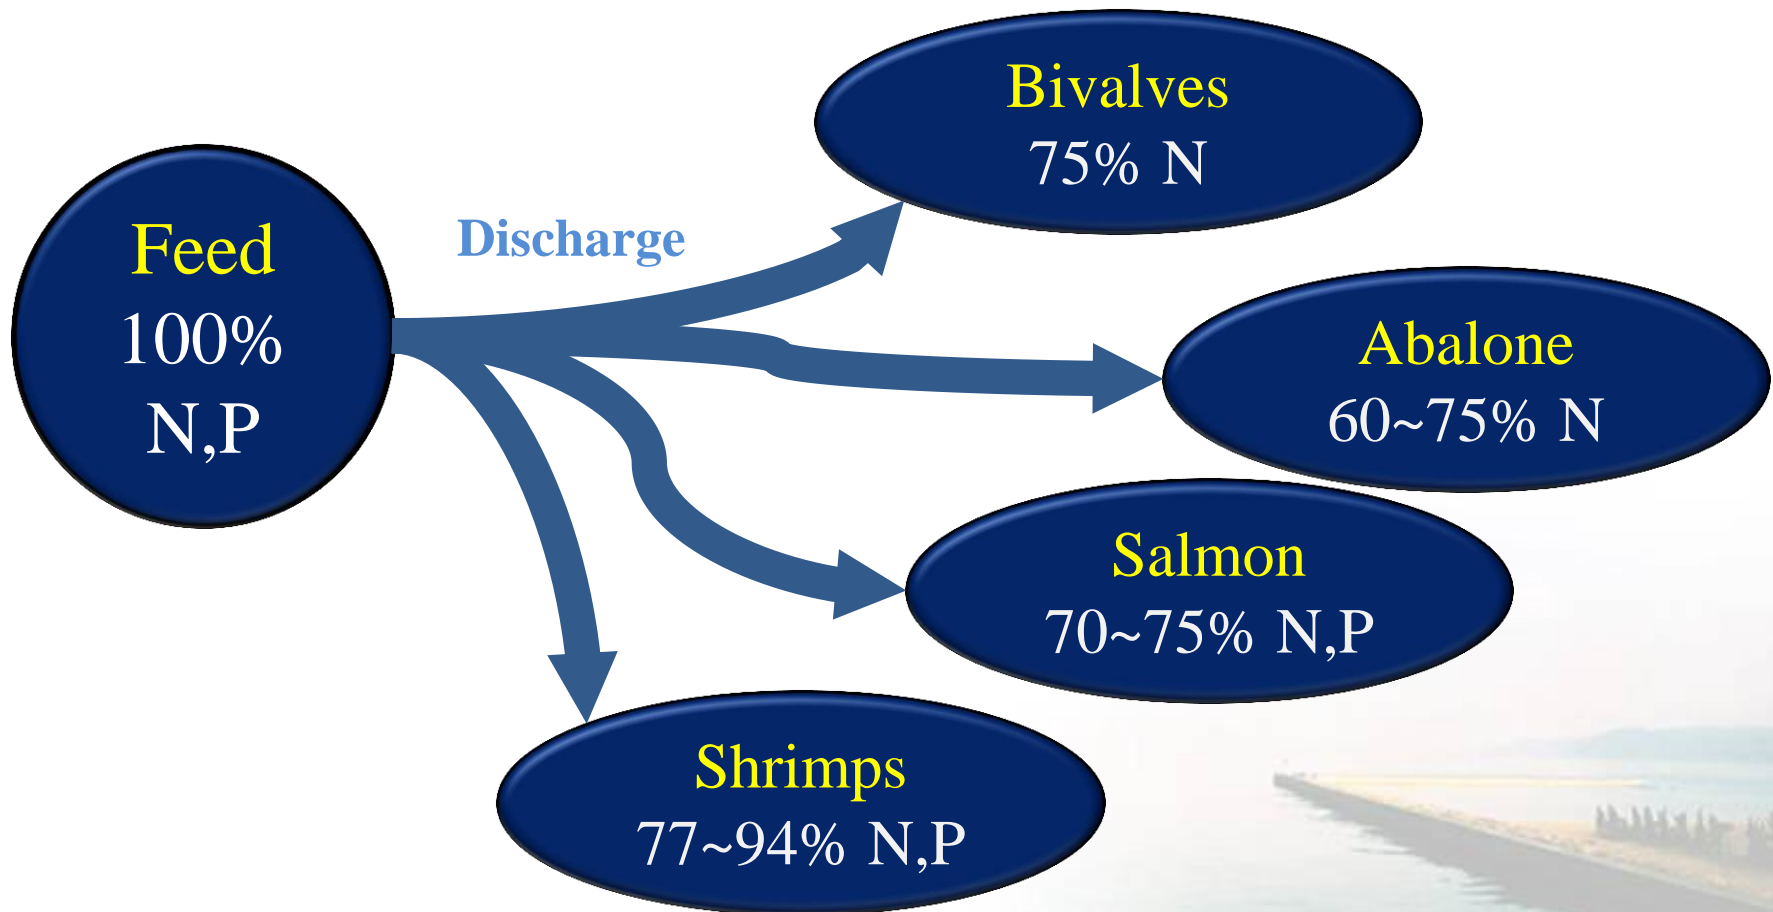 Feed
100%
N,P
Discharge
Bivalves
75% N
Abalone
60~75% N
Salmon
70~75% N,P
Shrimps
77~94% N,P